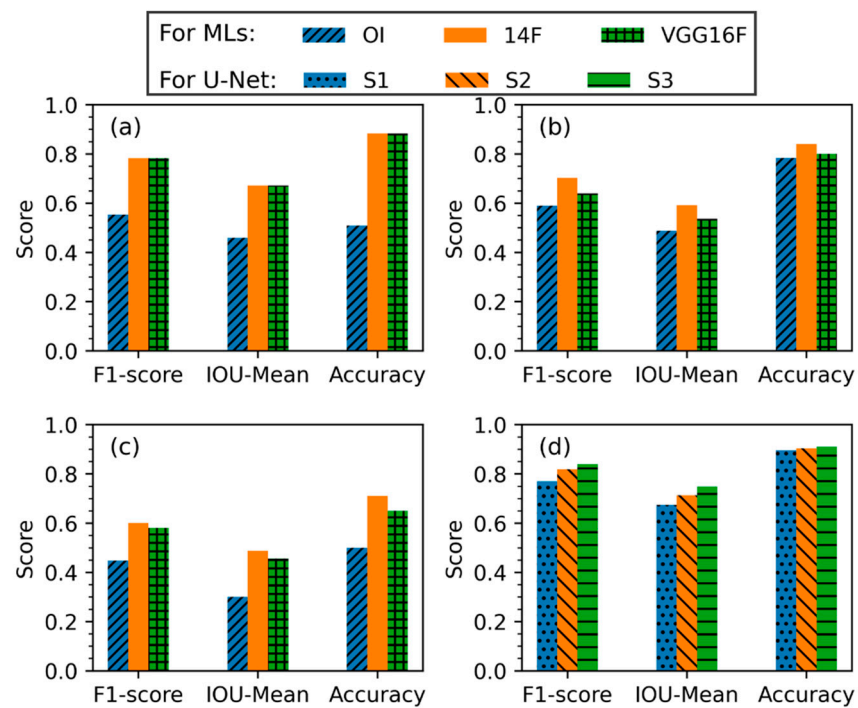 For MLs: OI 14F VGG16F
For U-Net: S1 S2 S3
(a)
Score
1.0
0.8
0.6
0.4
0.2
0.0
F1-score IOU-Mean Accuracy
(b)
Score
1.0
0.8
0.6
0.4
0.2
0.0
F1-score IOU-Mean Accuracy
(c)
Score
1.0
0.8
0.6
0.4
0.2
0.0
F1-score IOU-Mean Accuracy
(d)
Score
1.0
0.8
0.6
0.4
0.2
0.0
F1-score IOU-Mean Accuracy